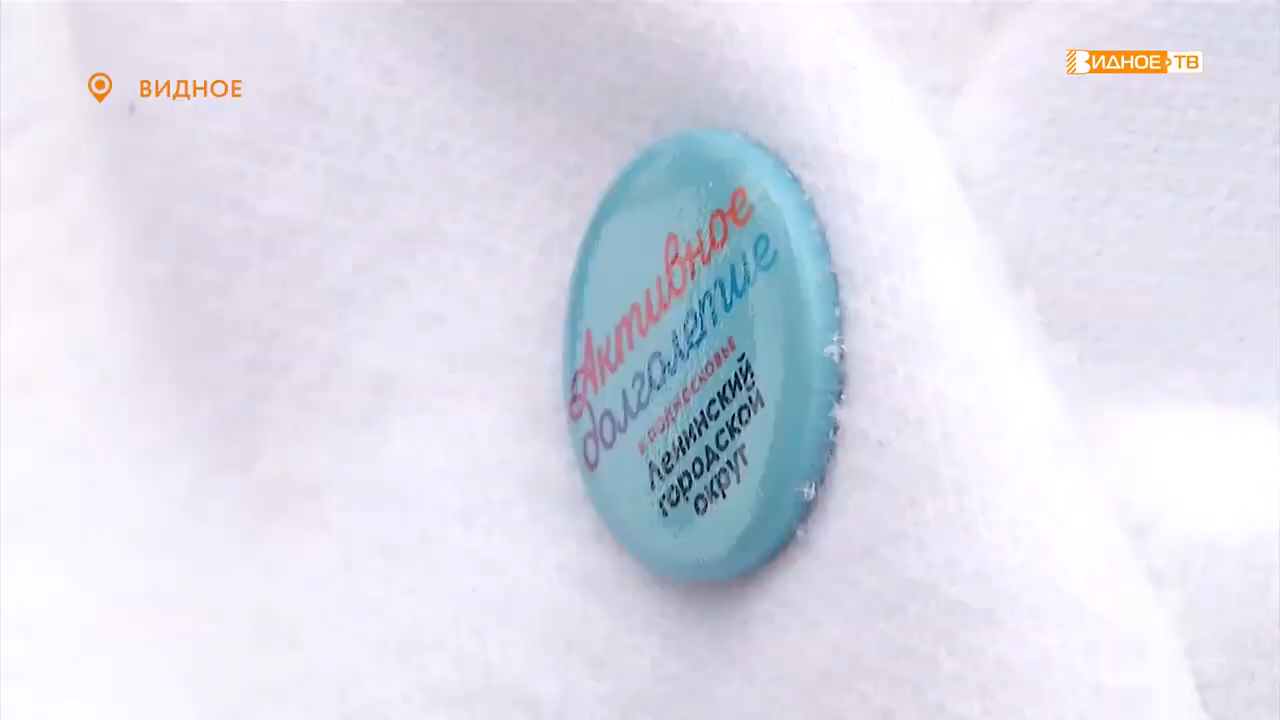 ВИДНОЕ
ВИДНОЕ ТВ
Активное
долголетие
в Подмосковье
Ленинский
городской
округ